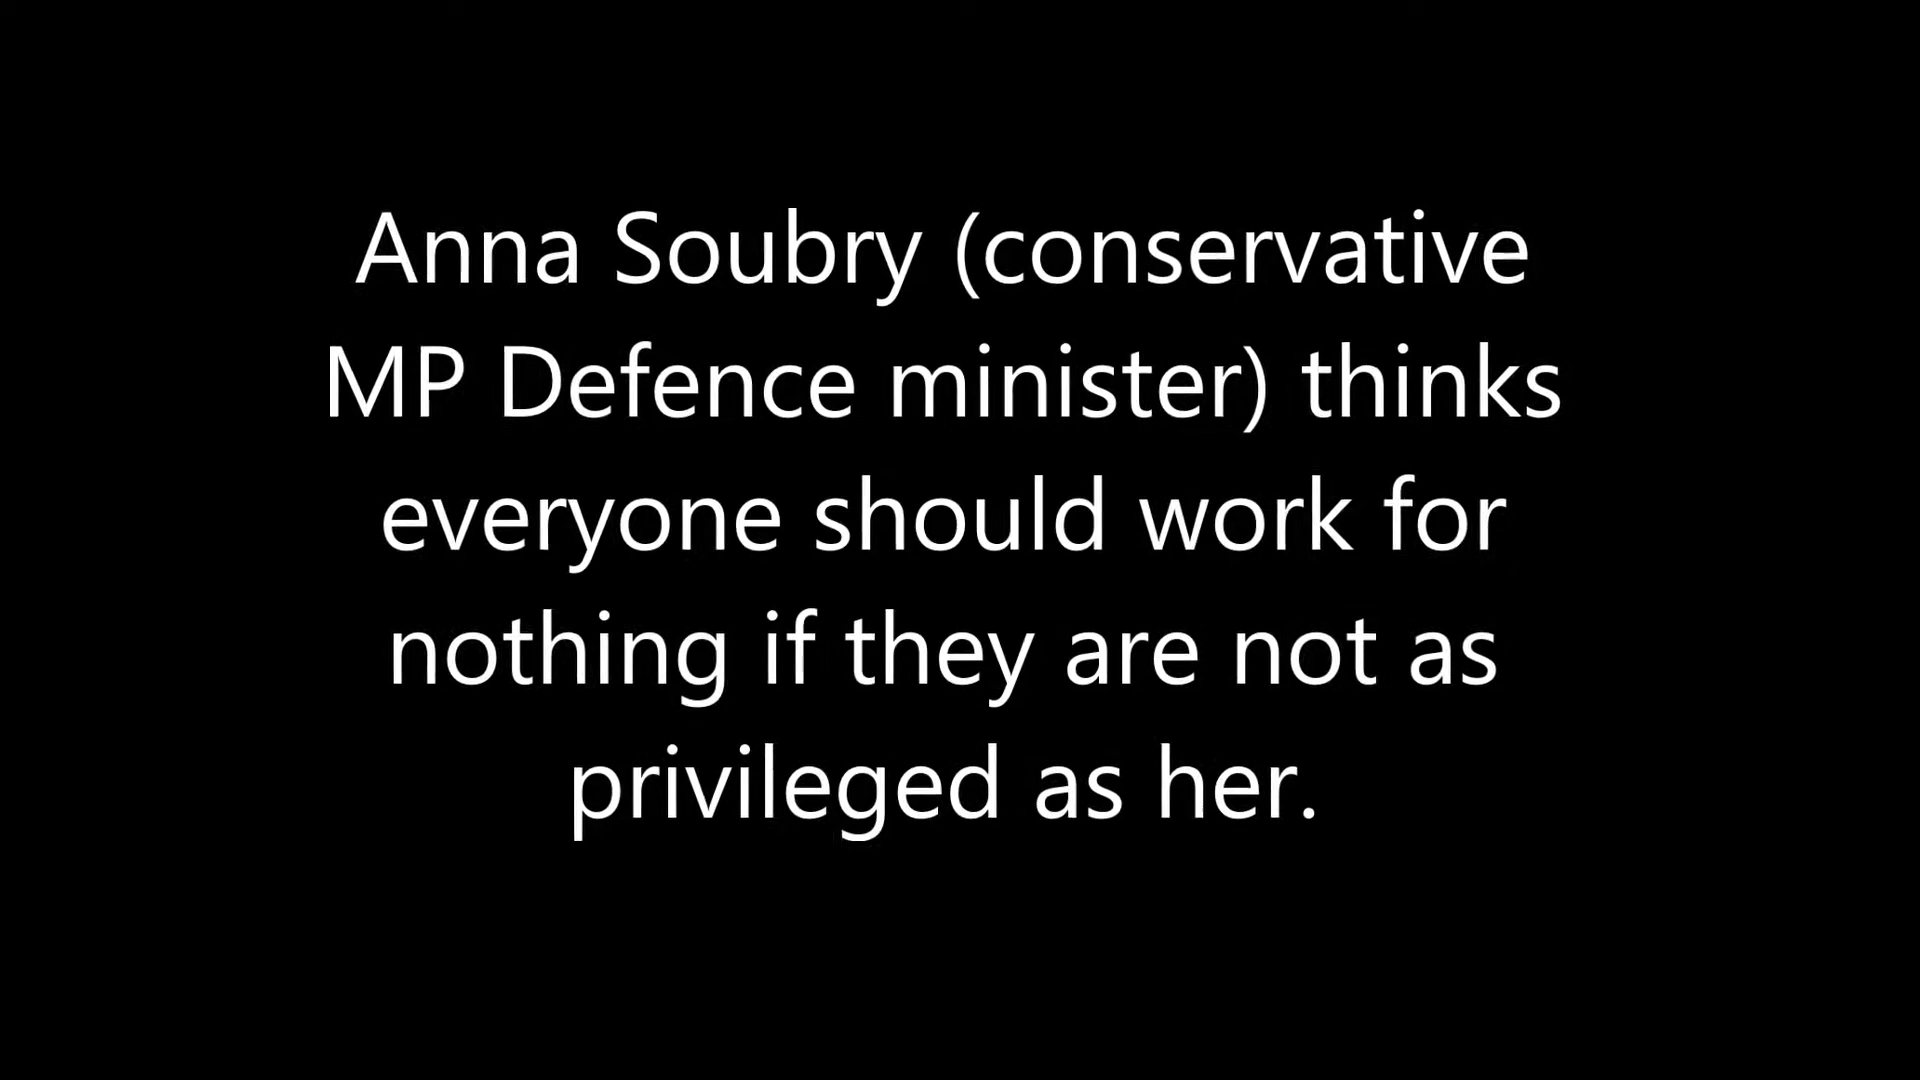 Anna Soubry (conservative
MP Defence minister) thinks
everyone should work for
nothing if they are not as
privileged as her.